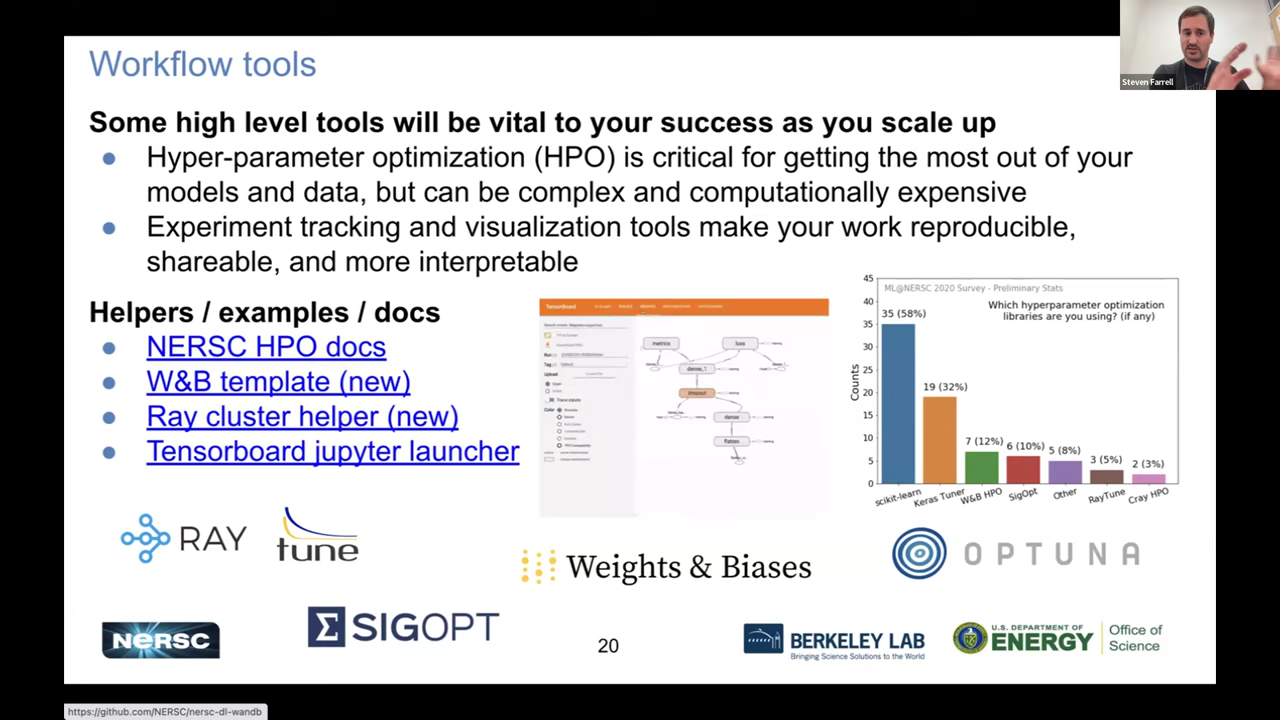 Workflow tools
Steven Farrell
Some high level tools will be vital to your success as you scale up
● Hyper-parameter optimization (HPO) is critical for getting the most out of your
models and data, but can be complex and computationally expensive
● Experiment tracking and visualization tools make your work reproducible,
shareable, and more interpretable
Helpers / examples / docs
● NERSC HPO docs
● W&B template (new)
● Ray cluster helper (new)
● Tensorboard jupyter launcher
TensorBoard
metrics
loss
dense_1
dropout
dense
flatten
ML@NERSC 2020 Survey - Preliminary Stats
Which hyperparameter optimization
libraries are you using? (if any)
Counts
45
40
35
30
25
20
15
10
5
0
35 (58%)
19 (32%)
7 (12%)
6 (10%)
5 (8%)
3 (5%)
2 (3%)
scikit-learn
Keras Tuner
W&B HPO
SigOpt
Other
RayTune
Cray HPO
RAY
tune
Weights & Biases
OPTUNA
NERSC
Σ SIGOPT
20
BERKELEY LAB
Bringing Science Solutions to the World
U.S. DEPARTMENT OF
ENERGY
Office of
Science
https://github.com/NERSC/nersc-dl-wandb